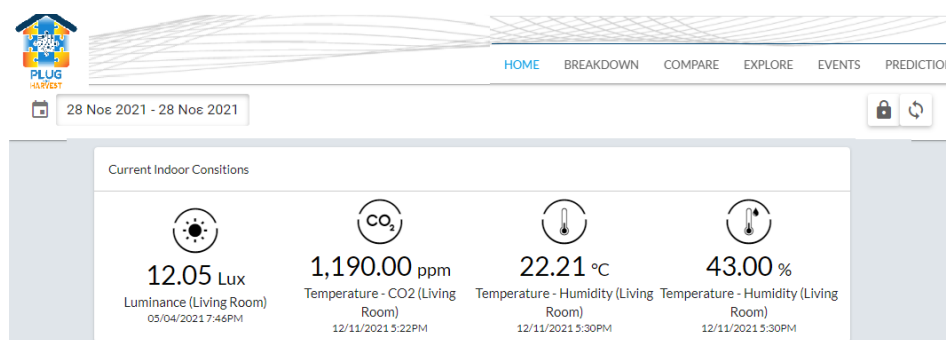 PLUG
HARVEST
HOME BREAKDOWN COMPARE EXPLORE EVENTS PREDICTION
28 Νοε 2021 - 28 Νοε 2021
Current Indoor Consitions
CO2
12.05 Lux
Luminance (Living Room)
05/04/2021 7:46PM
1,190.00 ppm
Temperature - CO2 (Living
Room)
12/11/2021 5:22PM
22.21 °C
Temperature - Humidity (Living
Room)
12/11/2021 5:30PM
43.00 %
Temperature - Humidity (Living
Room)
12/11/2021 5:30PM